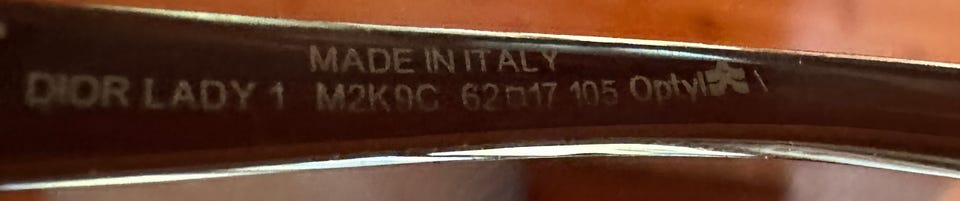 MADE IN ITALY
DIOR LADY 1 M2K9C 62□17 105 Optyl